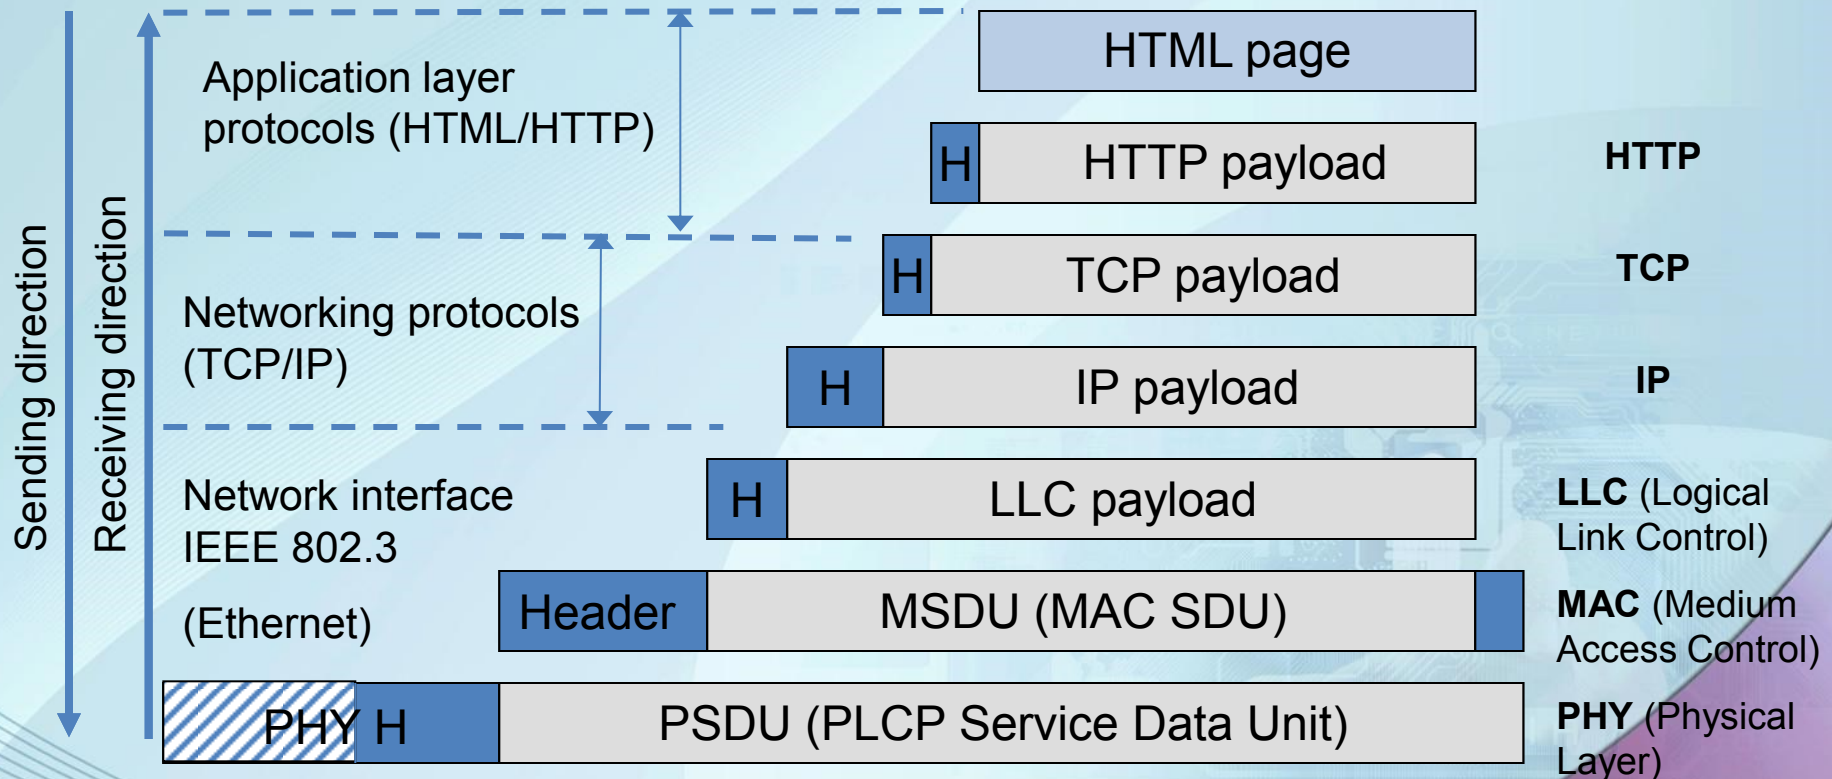 Sending direction
Receiving direction
Application layer
protocols (HTML/HTTP)
Networking protocols
(TCP/IP)
Network interface
IEEE 802.3
(Ethernet)
HTML page
H
HTTP payload
HTTP
H
TCP payload
TCP
H
IP payload
IP
H
LLC payload
LLC (Logical
Link Control)
Header
MSDU (MAC SDU)
MAC (Medium
Access Control)
PHY H
PSDU (PLCP Service Data Unit)
PHY (Physical
Layer)